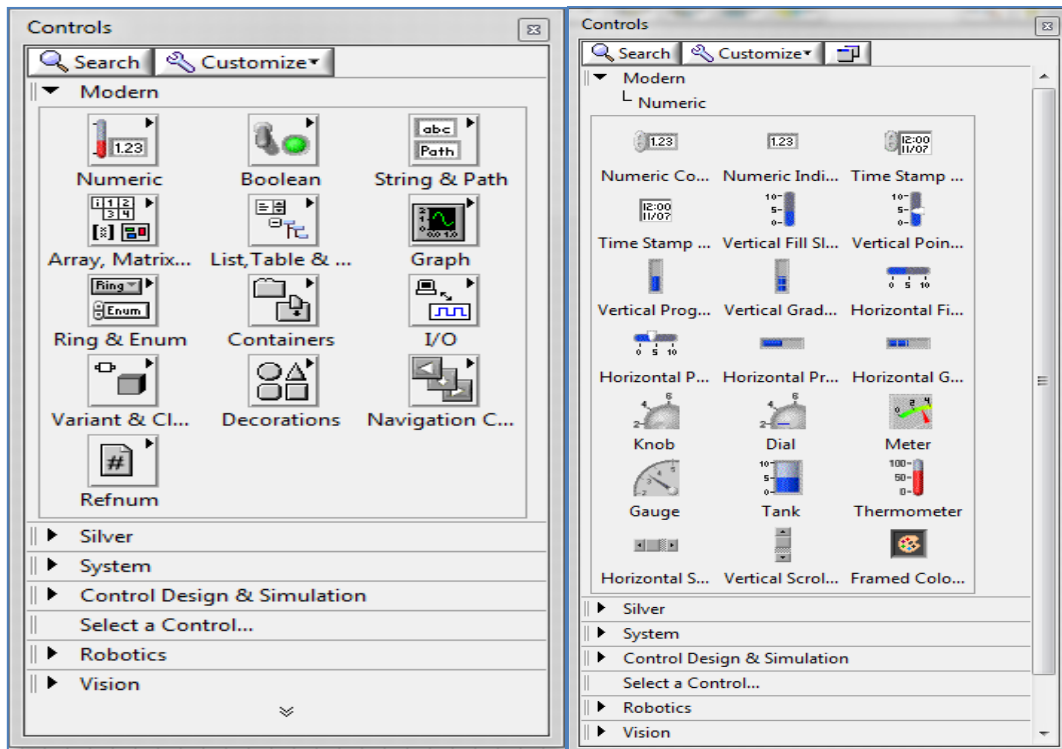 Controls
Search Customize
Modern
Numeric Boolean String & Path
Array, Matrix... List,Table & ... Graph
Ring & Enum Containers I/O
Variant & Cl... Decorations Navigation C...
Refnum
Silver
System
Control Design & Simulation
Select a Control...
Robotics
Vision
Controls
Search Customize
Modern
Numeric
Numeric Co... Numeric Indi... Time Stamp ...
Time Stamp ... Vertical Fill Sl... Vertical Poin...
Vertical Prog... Vertical Grad... Horizontal Fi...
Horizontal P... Horizontal Pr... Horizontal G...
Knob Dial Meter
Gauge Tank Thermometer
Horizontal S... Vertical Scrol... Framed Colo...
Silver
System
Control Design & Simulation
Select a Control...
Robotics
Vision